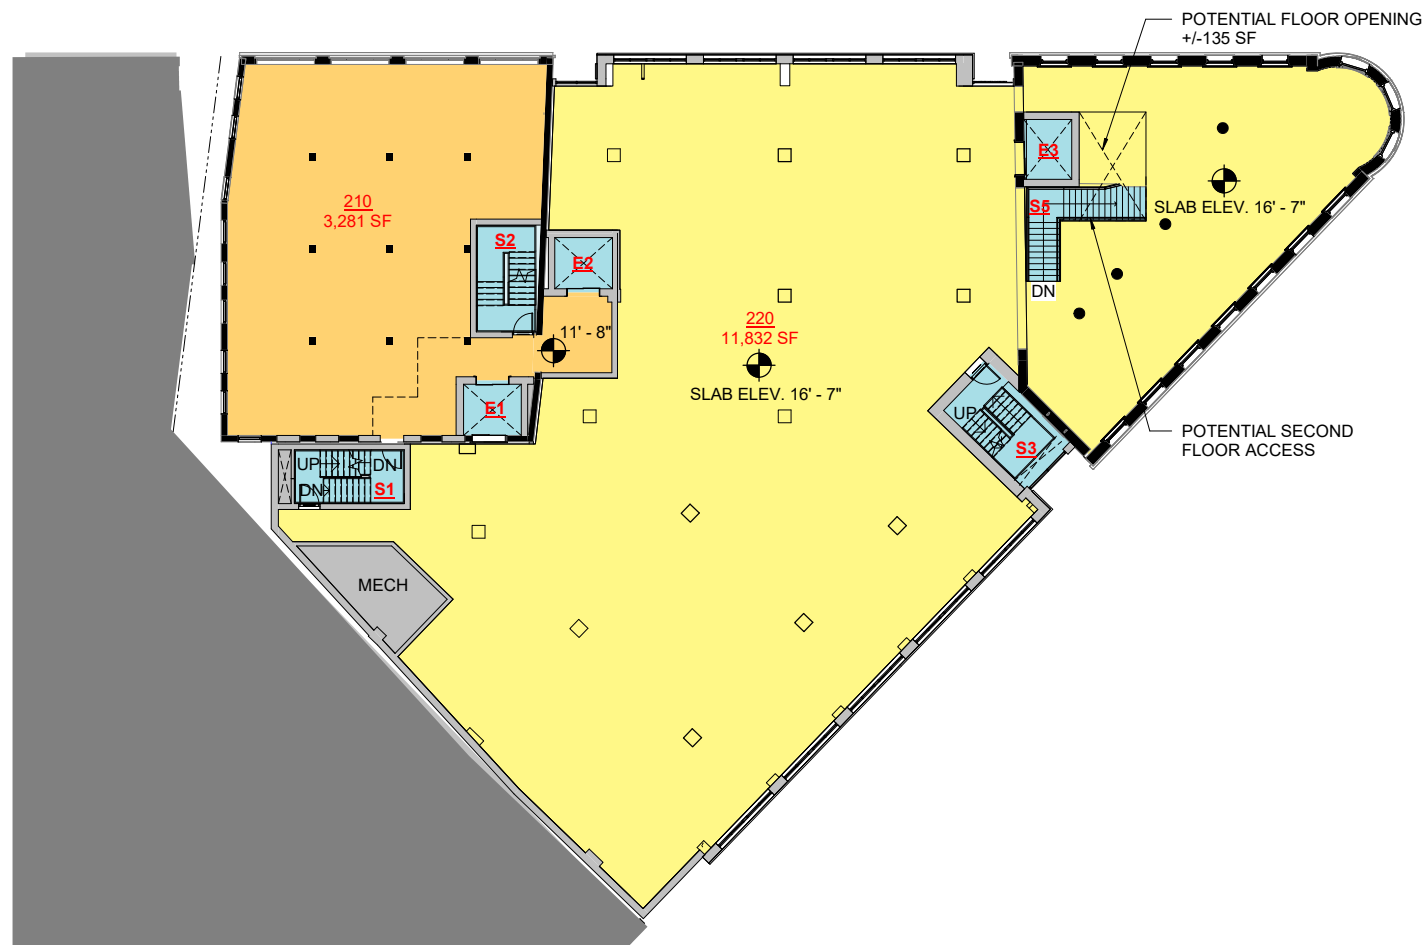 POTENTIAL FLOOR OPENING
+/-135 SF
E3
210
3,281 SF
S5
SLAB ELEV. 16' - 7"
S2
E2
DN
220
11,832 SF
11' - 8"
SLAB ELEV. 16' - 7"
E1
UP
POTENTIAL SECOND
FLOOR ACCESS
S3
UP
DN
DN
S1
MECH